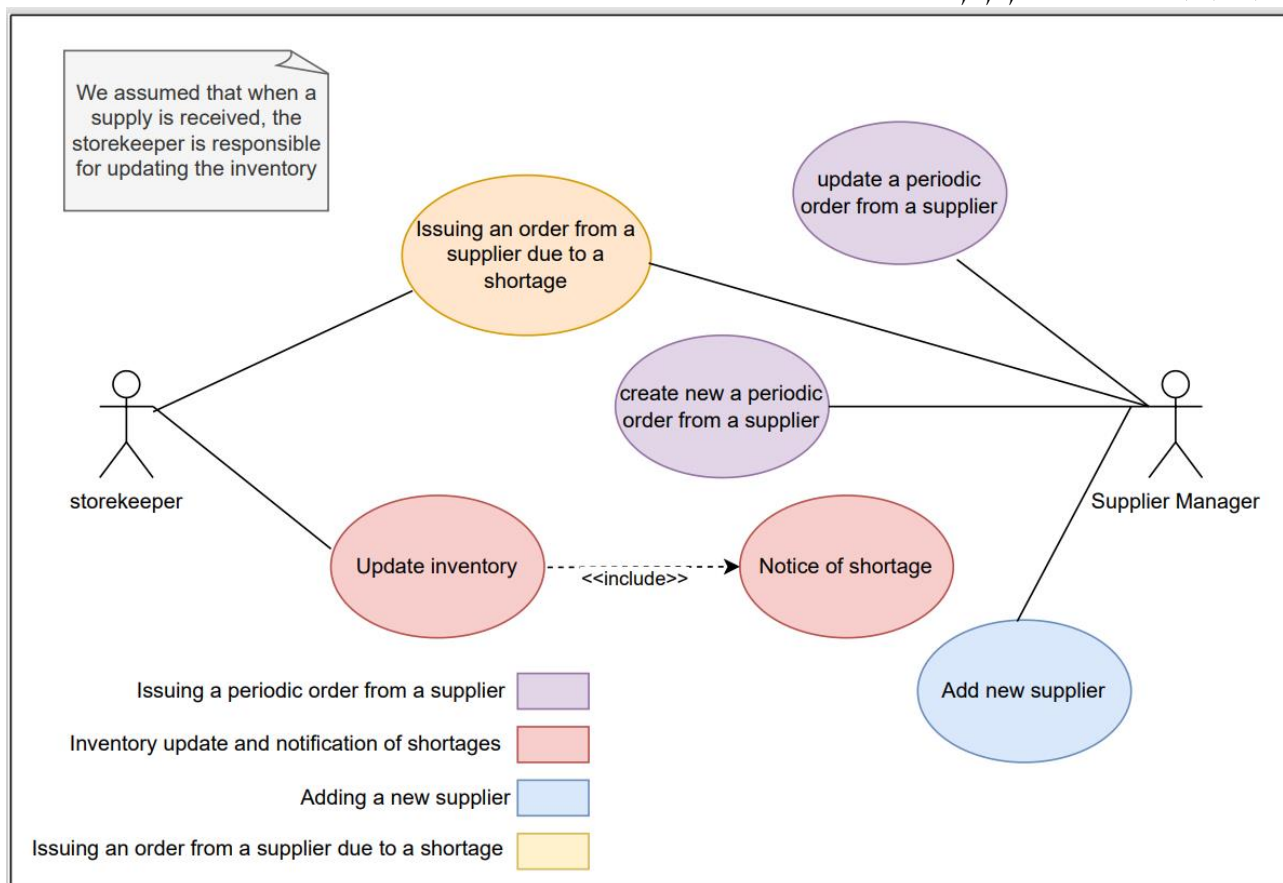 We assumed that when a
supply is received, the
storekeeper is responsible
for updating the inventory
Issuing an order from a
supplier due to a
shortage
update a periodic
order from a supplier
create new a periodic
order from a supplier
storekeeper
Supplier Manager
Update inventory
<<include>>
Notice of shortage
Add new supplier
Issuing a periodic order from a supplier
Inventory update and notification of shortages
Adding a new supplier
Issuing an order from a supplier due to a shortage